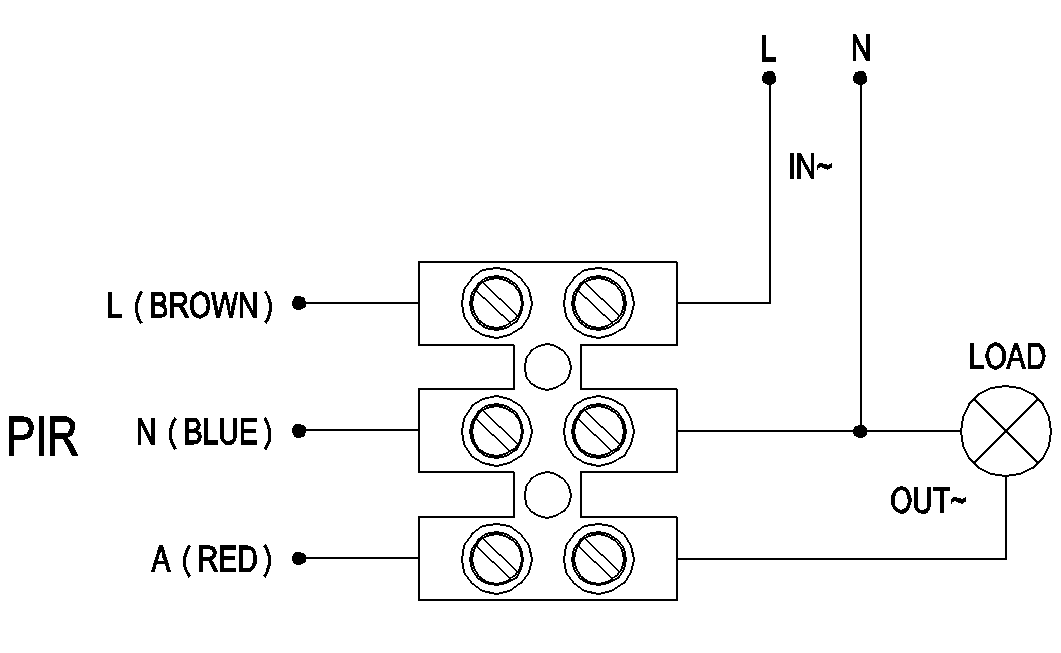 L N
IN~
L (BROWN)
LOAD
PIR N (BLUE)
OUT~
A (RED)